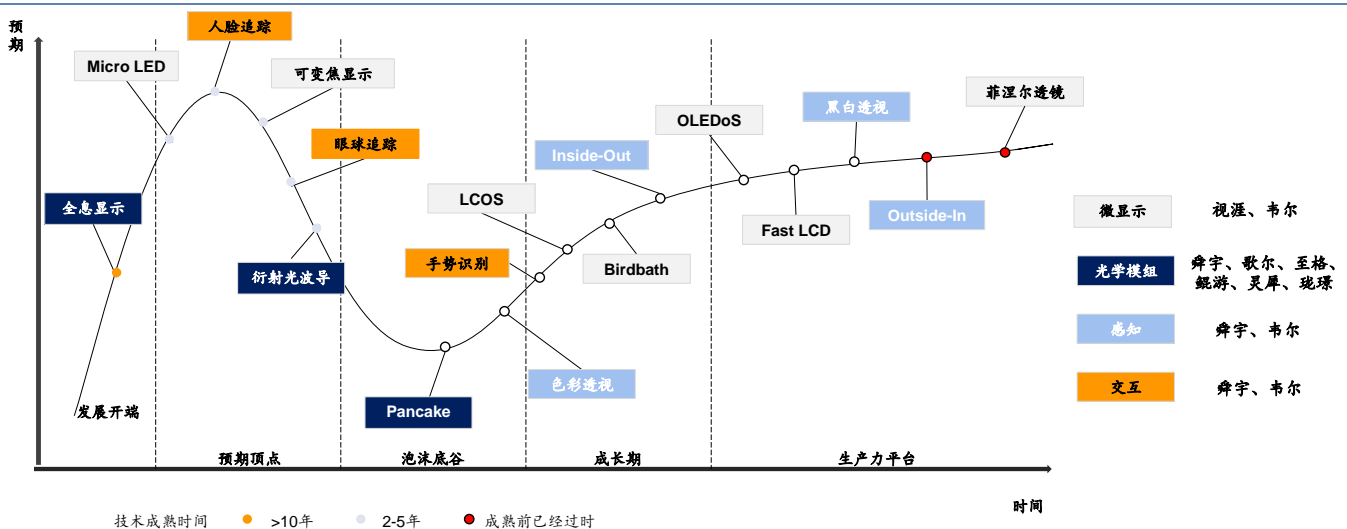 预
期
人脸追踪
Micro LED
可变焦显示
菲涅尔透镜
OLEDoS
黑白透视
眼球追踪
Inside-Out
全息显示
LCOS
Outside-In
Fast LCD
微显示
视涯、韦尔
手势识别
Birdbath
衍射光波导
光学模组
舜宇、歌尔、至格、
鲲游、灵犀、珑璟
感知
舜宇、韦尔
色彩透视
交互
舜宇、韦尔
Pancake
发展开端
预期顶点
泡沫底谷
成长期
生产力平台
时间
技术成熟时间
>10年
2-5年
成熟前已经过时